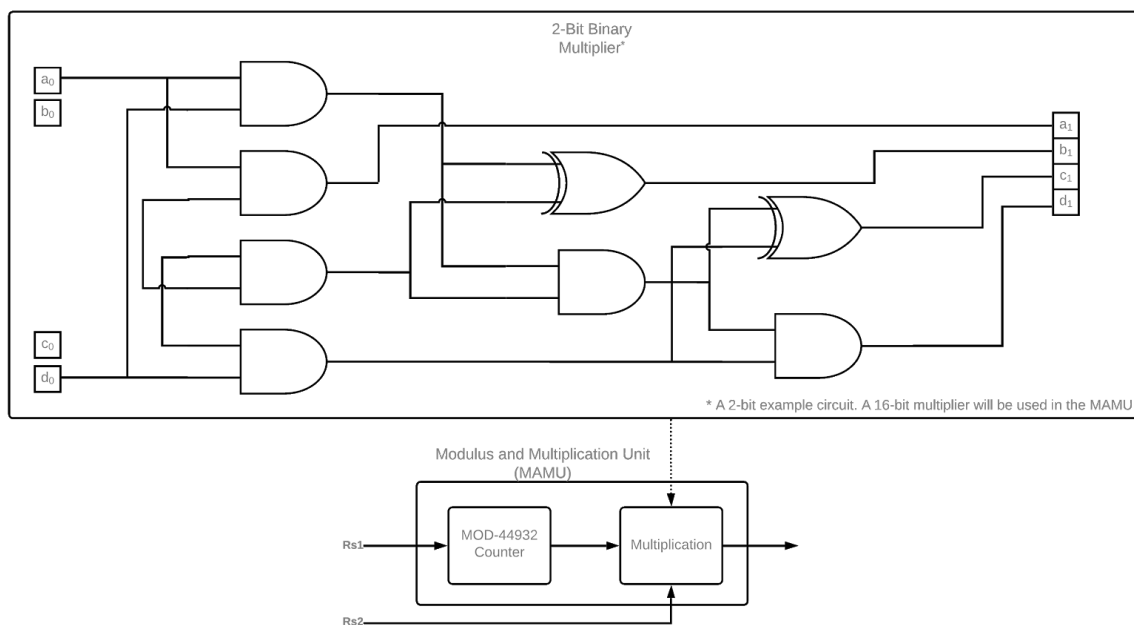 2-Bit Binary
Multiplier*
a₀
b₀
a₁
b₁
c₁
d₁
c₀
d₀
* A 2-bit example circuit. A 16-bit multiplier will be used in the MAMU
Modulus and Multiplication Unit
(MAMU)
MOD-44932
Counter
Multiplication
Rs1
Rs2